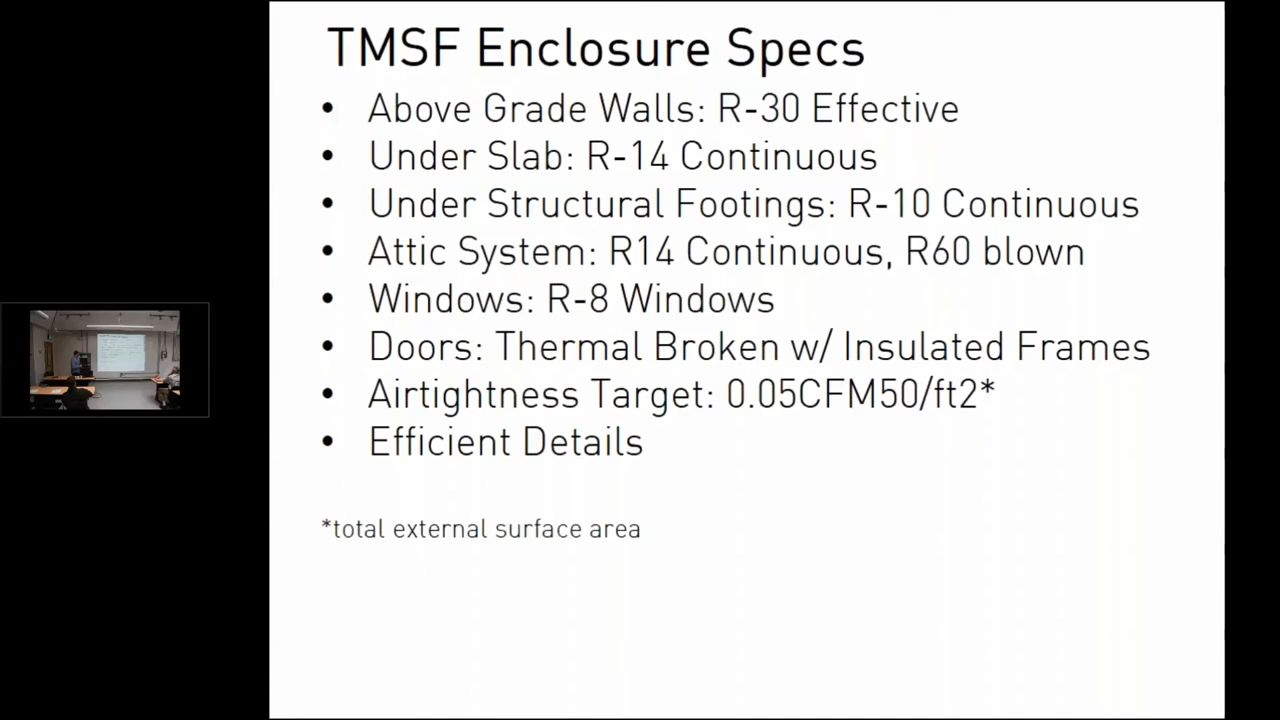 TMSF Enclosure Specs
• Above Grade Walls: R-30 Effective
• Under Slab: R-14 Continuous
• Under Structural Footings: R-10 Continuous
• Attic System: R14 Continuous, R60 blown
• Windows: R-8 Windows
• Doors: Thermal Broken w/ Insulated Frames
• Airtightness Target: 0.05CFM50/ft2*
• Efficient Details
*total external surface area